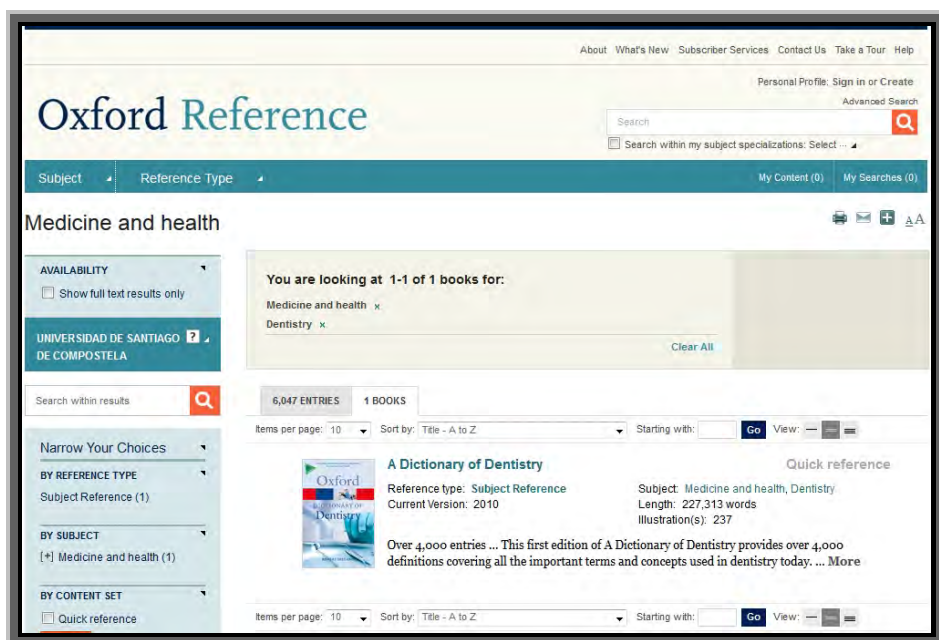 About What's New Subscriber Services Contact Us Take a Tour Help
Personal Profile: Sign in or Create
Advanced Search
Oxford Reference
Search
Search within my subject specializations: Select ...
Subject Reference Type My Content (0) My Searches (0)
Medicine and health
AA
AVAILABILITY
Show full text results only
UNIVERSIDAD DE SANTIAGO ?
DE COMPOSTELA
Search within results
Narrow Your Choices
BY REFERENCE TYPE
Subject Reference (1)
BY SUBJECT
[+] Medicine and health (1)
BY CONTENT SET
Quick reference
You are looking at 1-1 of 1 books for:
Medicine and health x
Dentistry x
Clear All
6,047 ENTRIES 1 BOOKS
Items per page: 10 Sort by: Title - A to Z Starting with: Go View:
Oxford
DICTIONARY OF
Dentistry
A Dictionary of Dentistry Quick reference
Reference type: Subject Reference Subject: Medicine and health, Dentistry
Current Version: 2010 Length: 227,313 words
Illustration(s): 237
Over 4,000 entries ... This first edition of A Dictionary of Dentistry provides over 4,000
definitions covering all the important terms and concepts used in dentistry today. ... More
Items per page: 10 Sort by: Title - A to Z Starting with: Go View: